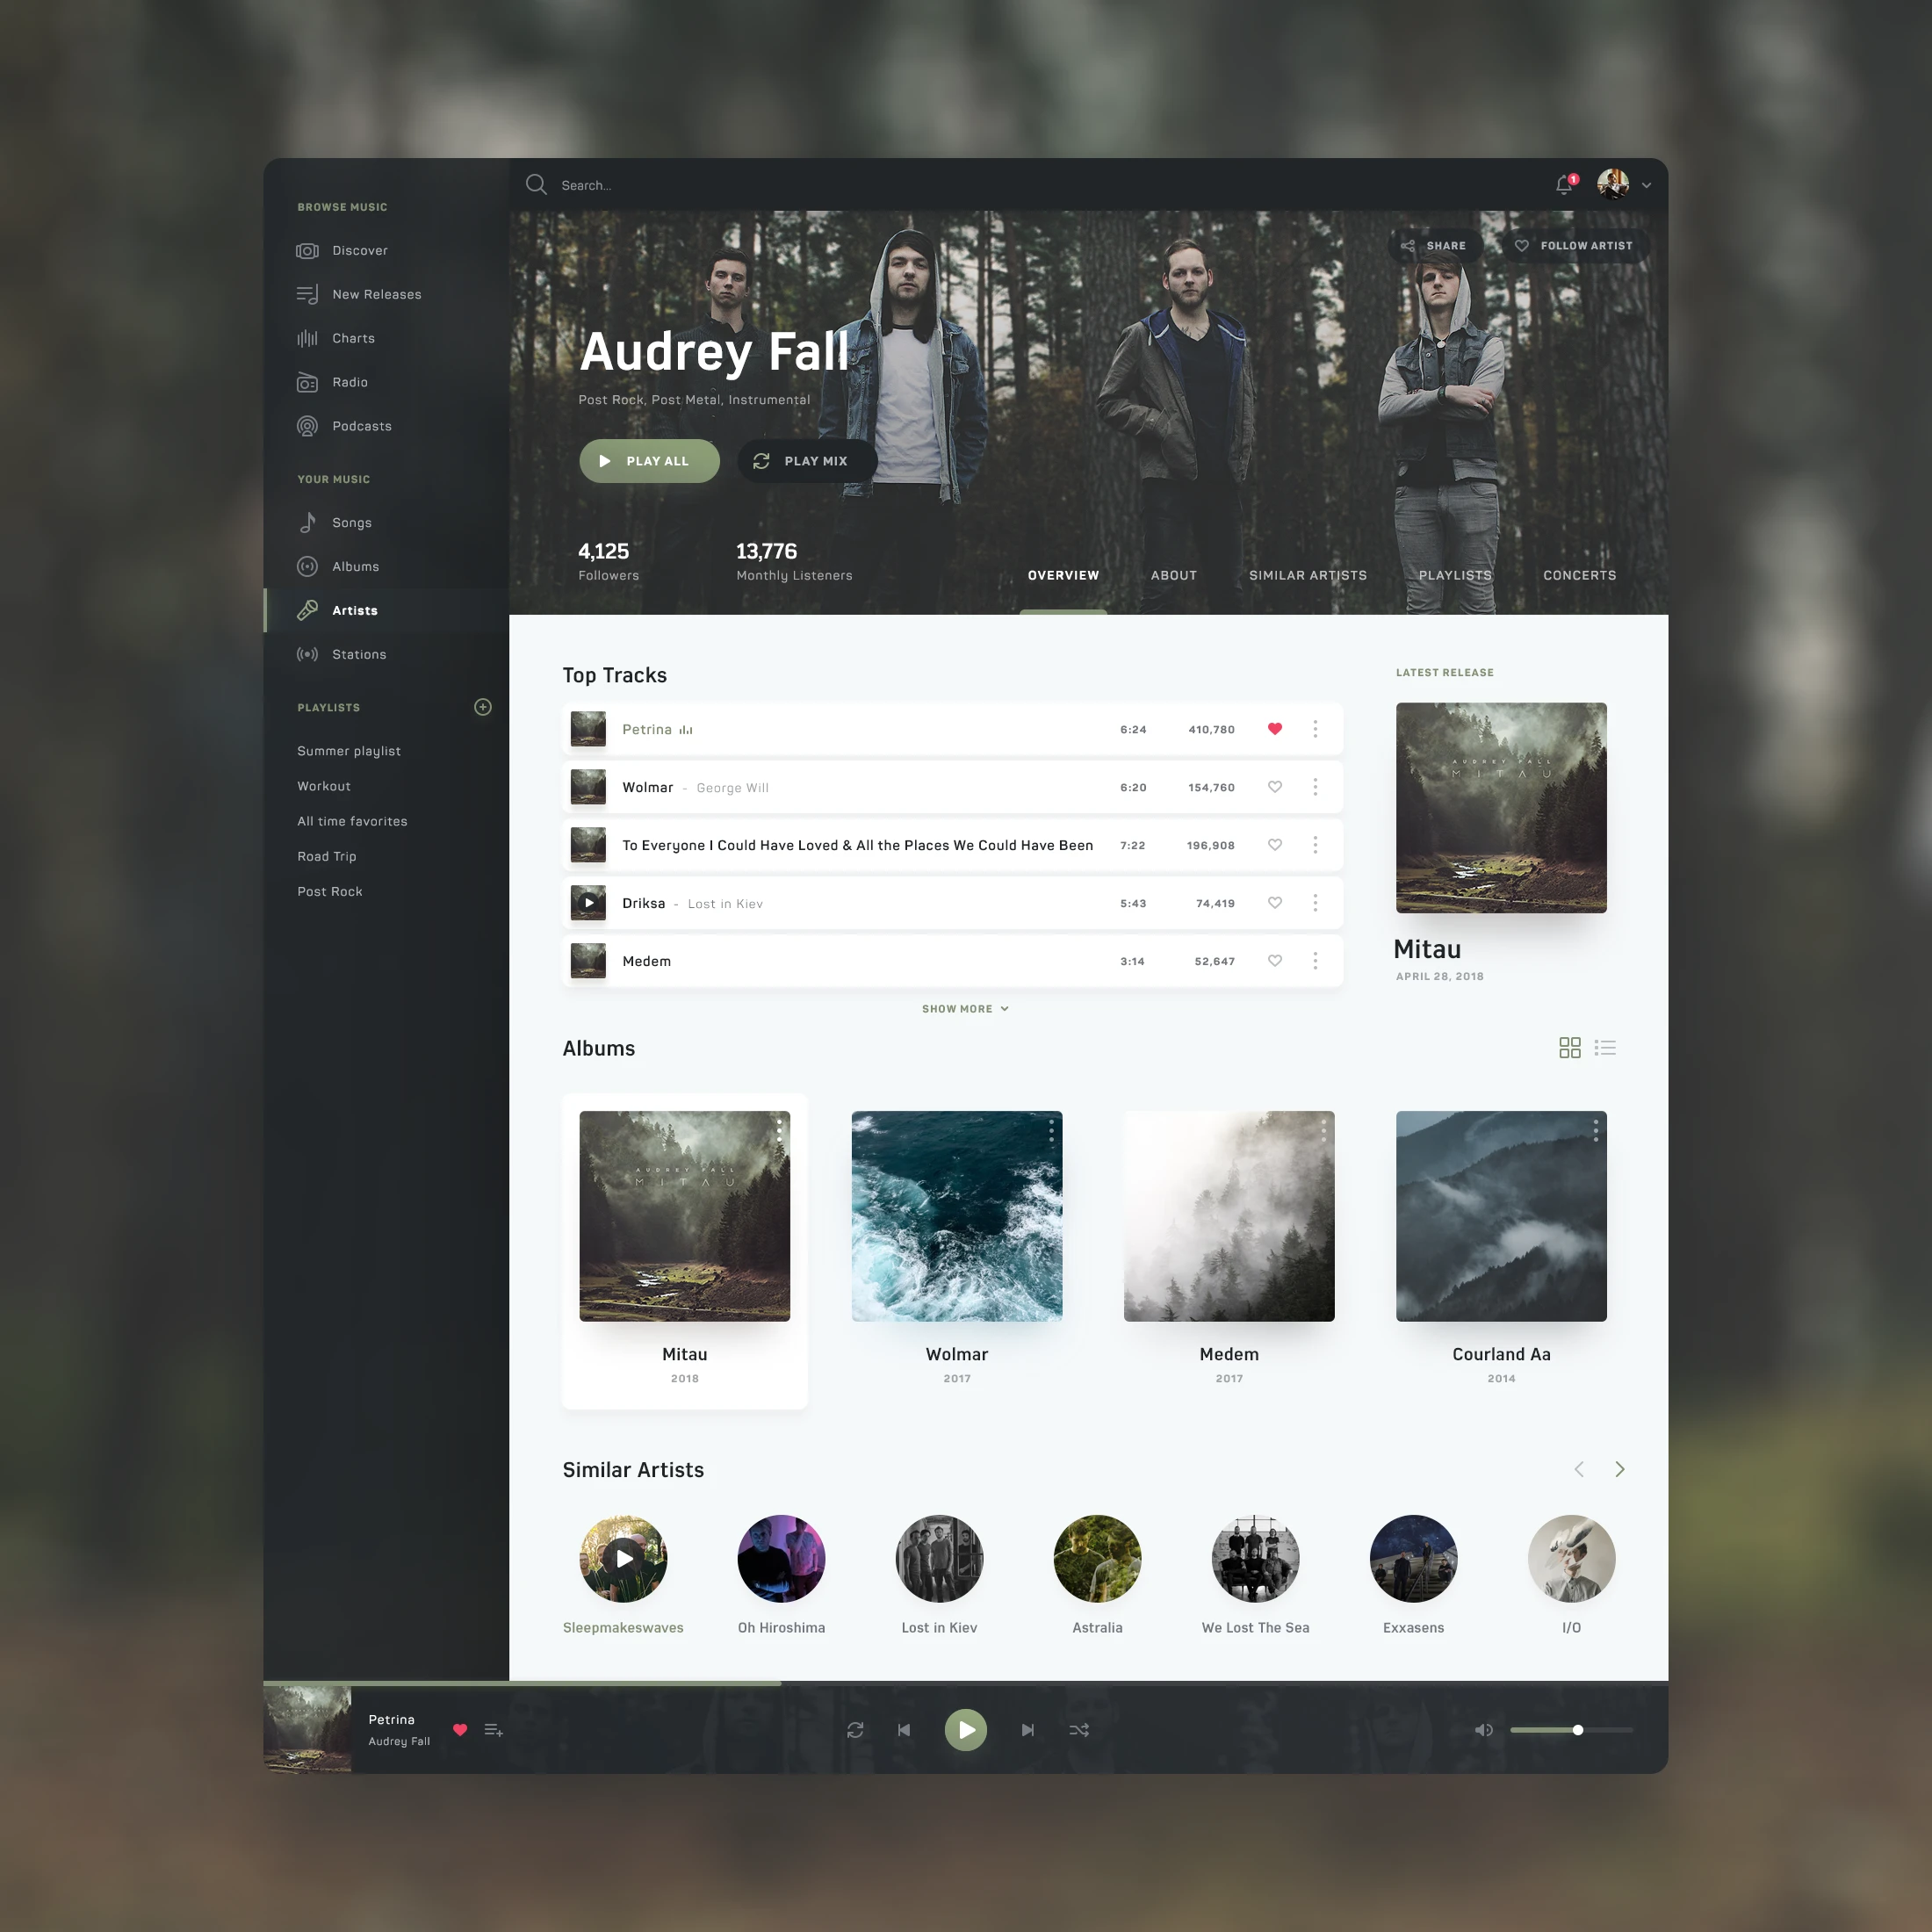 BROWSE MUSIC
Discover
New Releases
Charts
Radio
Podcasts
YOUR MUSIC
Songs
Albums
Artists
Stations
PLAYLISTS
Summer playlist
Workout
All time favorites
Road Trip
Post Rock
Search...
1
SHARE
FOLLOW ARTIST
Audrey Fall
Post Rock, Post Metal, Instrumental
PLAY ALL
PLAY MIX
4,125
Followers
13,776
Monthly Listeners
OVERVIEW
ABOUT
SIMILAR ARTISTS
PLAYLISTS
CONCERTS
Top Tracks
Petrina 6:24 410,780
Wolmar - George Will 6:20 154,760
To Everyone I Could Have Loved & All the Places We Could Have Been 7:22 196,908
Driksa - Lost in Kiev 5:43 74,419
Medem 3:14 52,647
SHOW MORE
LATEST RELEASE
AUDREY FALL
MITAU
Mitau
APRIL 28, 2018
Albums
AUDREY FALL
MITAU
Mitau
2018
Wolmar
2017
Medem
2017
Courland Aa
2014
Similar Artists
Sleepmakeswaves
Oh Hiroshima
Lost in Kiev
Astralia
We Lost The Sea
Exxasens
I/O
Petrina
Audrey Fall